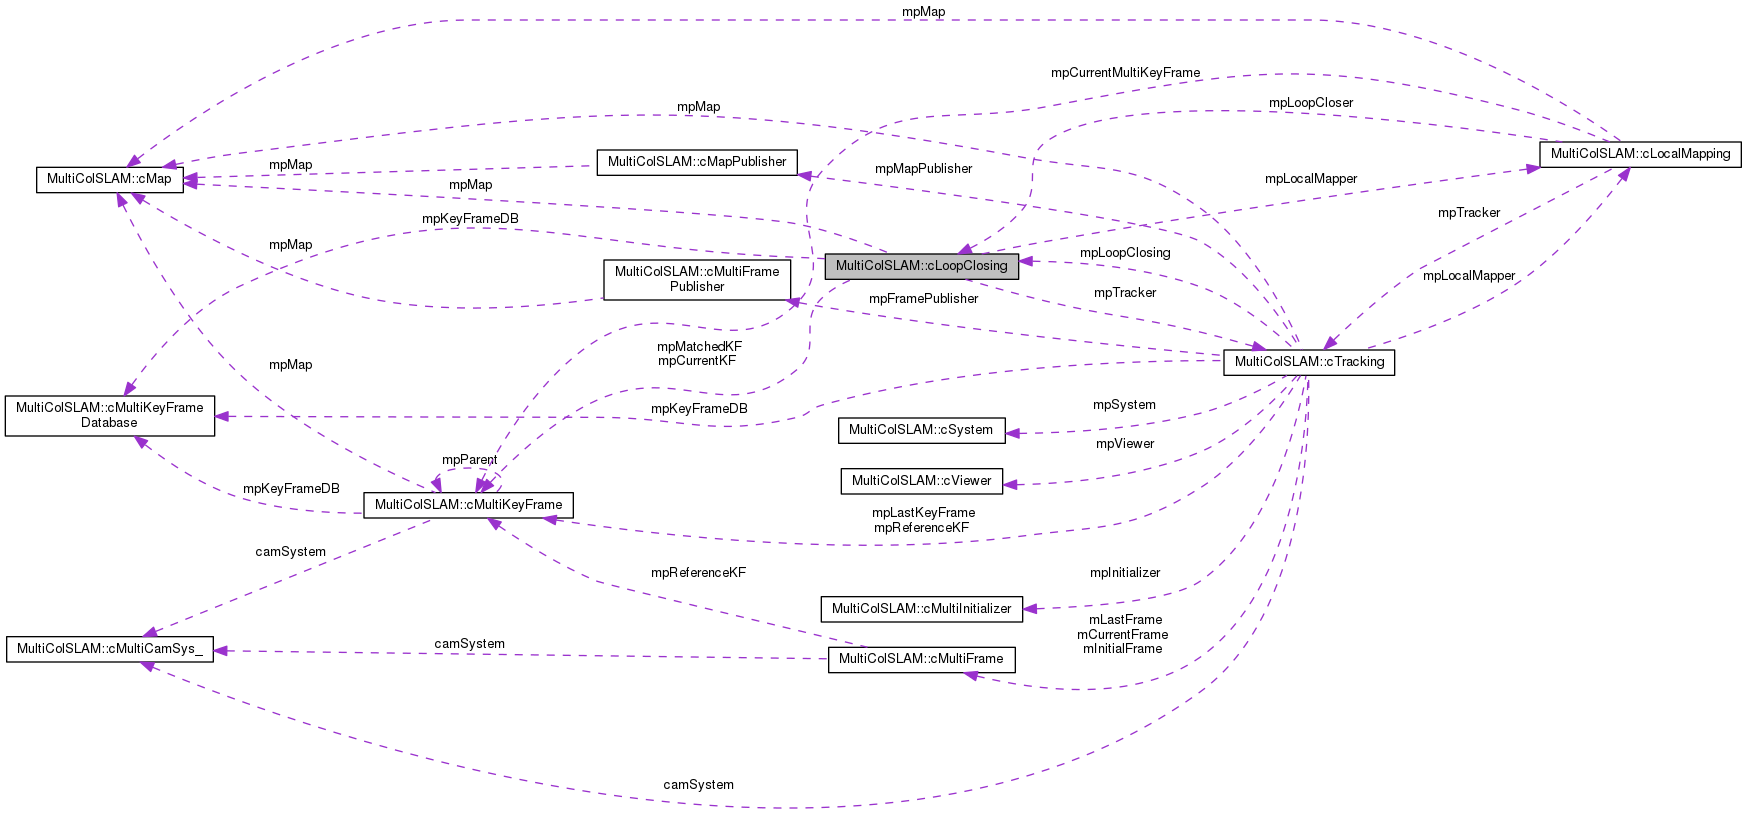 mpMap
mpCurrentMultiKeyFrame
mpLoopCloser
mpMap
MultiColSLAM::cLocalMapping
MultiColSLAM::cMapPublisher
mpMap
mpMapPublisher
MultiColSLAM::cMap
mpLocalMapper
mpMap
mpTracker
mpKeyFrameDB
mpMap
mpLoopClosing
MultiColSLAM::cLoopClosing
MultiColSLAM::cMultiFrame
Publisher
mpLocalMapper
mpTracker
mpFramePublisher
mpMatchedKF
mpCurrentKF
MultiColSLAM::cTracking
mpMap
mpSystem
MultiColSLAM::cMultiKeyFrame
Database
mpKeyFrameDB
MultiColSLAM::cSystem
mpViewer
mpParent
MultiColSLAM::cViewer
mpKeyFrameDB
MultiColSLAM::cMultiKeyFrame
mpLastKeyFrame
mpReferenceKF
camSystem
mpReferenceKF
mpInitializer
MultiColSLAM::cMultiInitializer
mLastFrame
mCurrentFrame
mInitialFrame
camSystem
MultiColSLAM::cMultiCamSys_
MultiColSLAM::cMultiFrame
camSystem